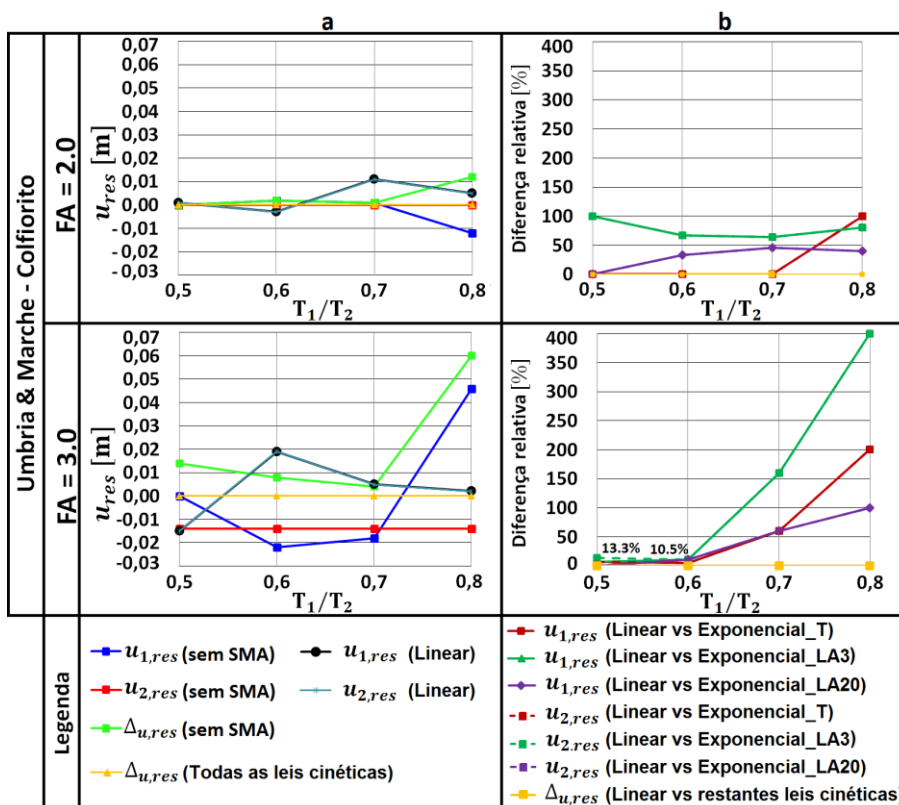 a
b
Umbria & Marche - Colfiorito
FA = 2.0
u_res [m]
0,07
0,06
0,05
0,04
0,03
0,02
0,01
0,00
-0,01
-0,02
-0,03
0,5
0,6
0,7
0,8
T₁/T₂
Diferença relativa [%]
400
350
300
250
200
150
100
50
0
0,5
0,6
0,7
0,8
T₁/T₂
FA = 3.0
u_res [m]
0,07
0,06
0,05
0,04
0,03
0,02
0,01
0,00
-0,01
-0,02
-0,03
0,5
0,6
0,7
0,8
T₁/T₂
Diferença relativa [%]
400
350
300
250
200
150
100
50
0
13.3%
10.5%
0,5
0,6
0,7
0,8
T₁/T₂
Legenda
u₁,res (sem SMA)
u₁,res (Linear)
u₂,res (sem SMA)
u₂,res (Linear)
Δu,res (sem SMA)
Δu,res (Todas as leis cinéticas)
u₁,res (Linear vs Exponencial_T)
u₁,res (Linear vs Exponencial_LA3)
u₁,res (Linear vs Exponencial_LA20)
u₂,res (Linear vs Exponencial_T)
u₂,res (Linear vs Exponencial_LA3)
u₂,res (Linear vs Exponencial_LA20)
Δu,res (Linear vs restantes leis cinéticas)